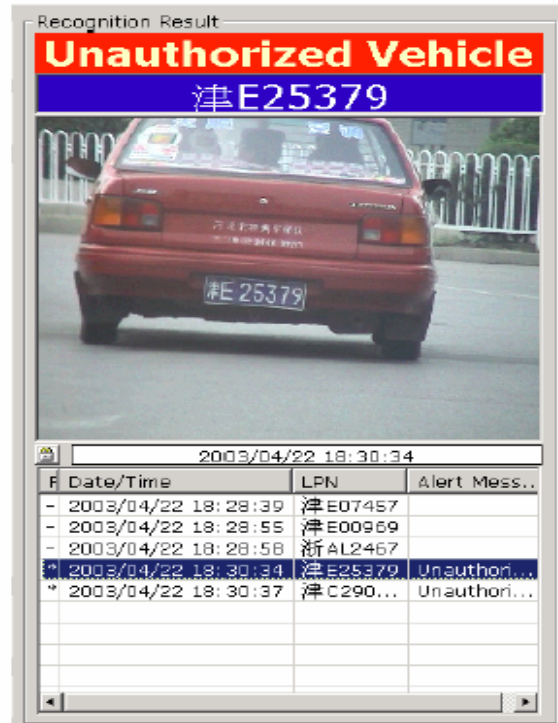 Recognition Result
Unauthorized Vehicle
津E25379
津E 25379
2003/04/22 18:30:34
F Date/Time LPN Alert Mess..
- 2003/04/22 18:28:39 津E07457
- 2003/04/22 18:28:55 津E00969
- 2003/04/22 18:28:58 浙AL2467
* 2003/04/22 18:30:34 津E25379 Unauthori...
* 2003/04/22 18:30:37 津C290... Unauthori...